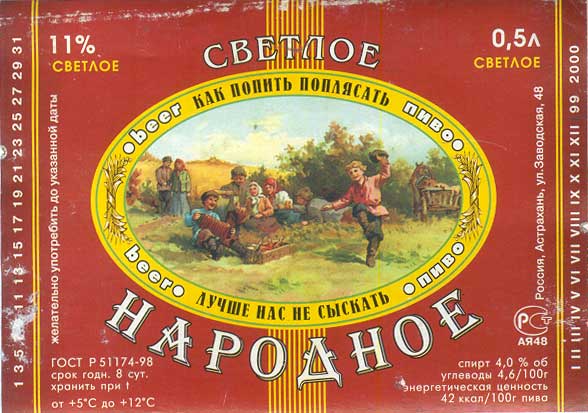 11%
СВЕТЛОЕ
СВЕТЛОЕ
0,5л
СВЕТЛОЕ
beer КАК ПОПИТЬ ПОПЛЯСАТЬ пиво
beer ЛУЧШЕ НАС НЕ СЫСКАТЬ пиво
НАРОДНОЕ
желательно употребить до указанной даты
1 3 5 7 9 11 13 15 17 19 21 23 25 27 29 31
Россия, Астрахань, ул.Заводская, 48
I II III IV V VI VII VIII IX X XI XII 99 2000
ГОСТ Р 51174-98
срок годн. 8 сут.
хранить при t
от +5°С до +12°С
РСТ
АЯ48
спирт 4,0 % об
углеводы 4,6/100г
энергетическая ценность
42 ккал/100г пива